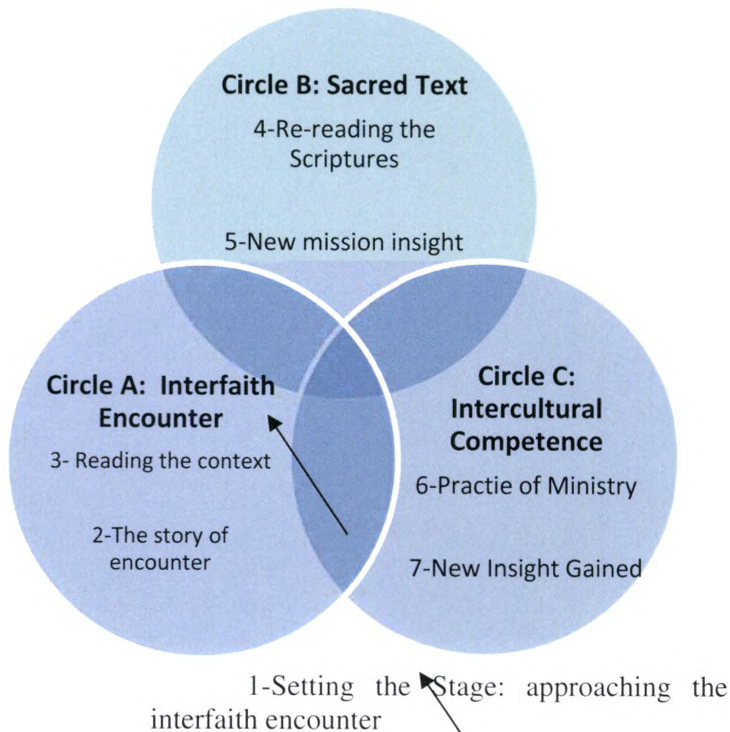 Circle B: Sacred Text
4-Re-reading the
Scriptures
5-New mission insight
Circle A: Interfaith
Encounter
3- Reading the context
2-The story of
encounter
Circle C:
Intercultural
Competence
6-Practie of Ministry
7-New Insight Gained
1-Setting the Stage: approaching the
interfaith encounter